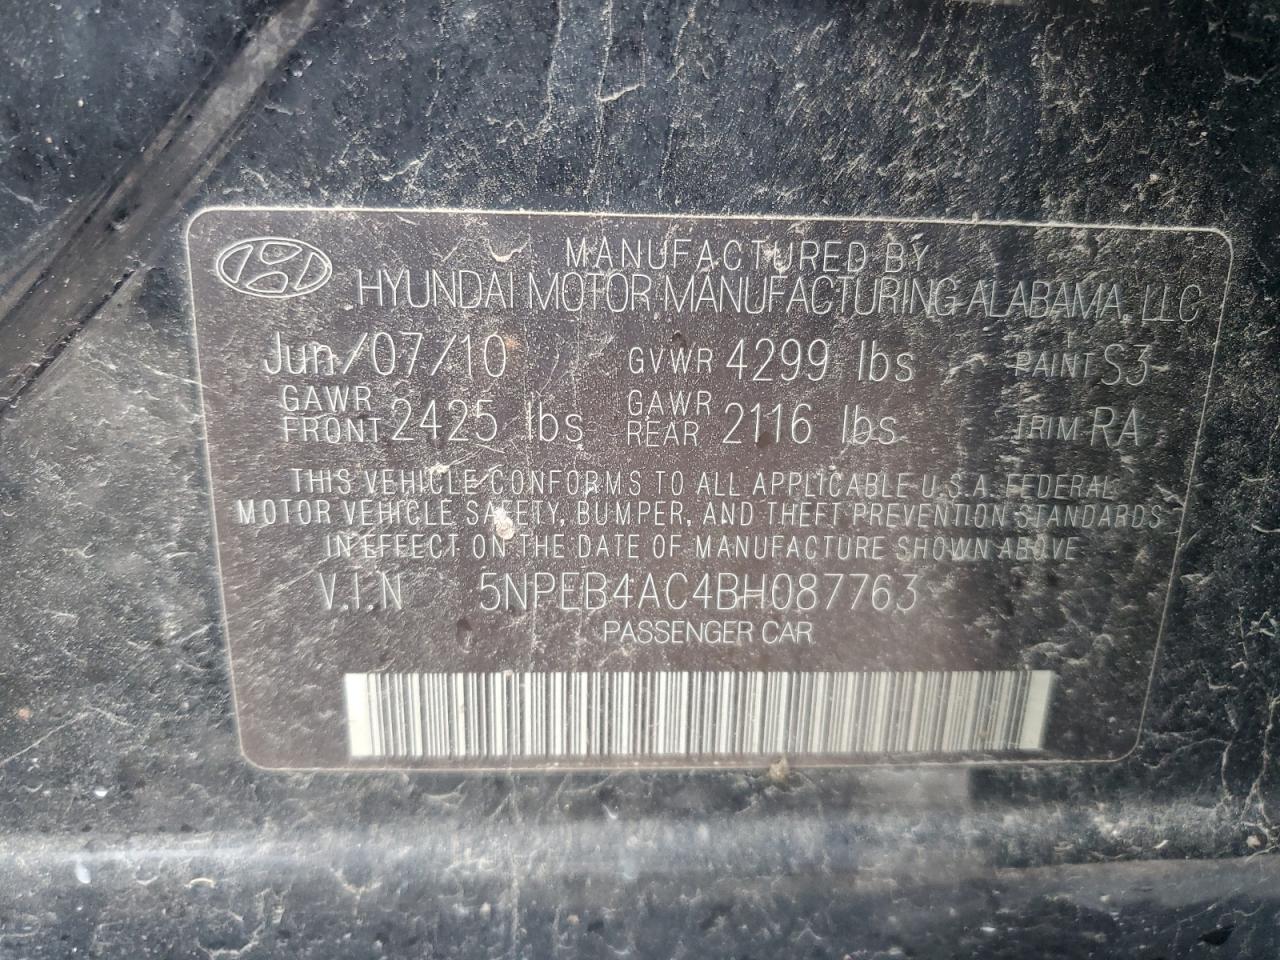 MANUFACTURED BY
HYUNDAI MOTOR MANUFACTURING ALABAMA, LLC
Jun/07/10 GVWR 4299 lbs PAINT S3
GAWR FRONT 2425 lbs GAWR REAR 2116 lbs TRIM RA
THIS VEHICLE CONFORMS TO ALL APPLICABLE U.S.A. FEDERAL
MOTOR VEHICLE SAFETY, BUMPER, AND THEFT PREVENTION STANDARDS
IN EFFECT ON THE DATE OF MANUFACTURE SHOWN ABOVE
V.I.N 5NPEB4AC4BH087763
PASSENGER CAR